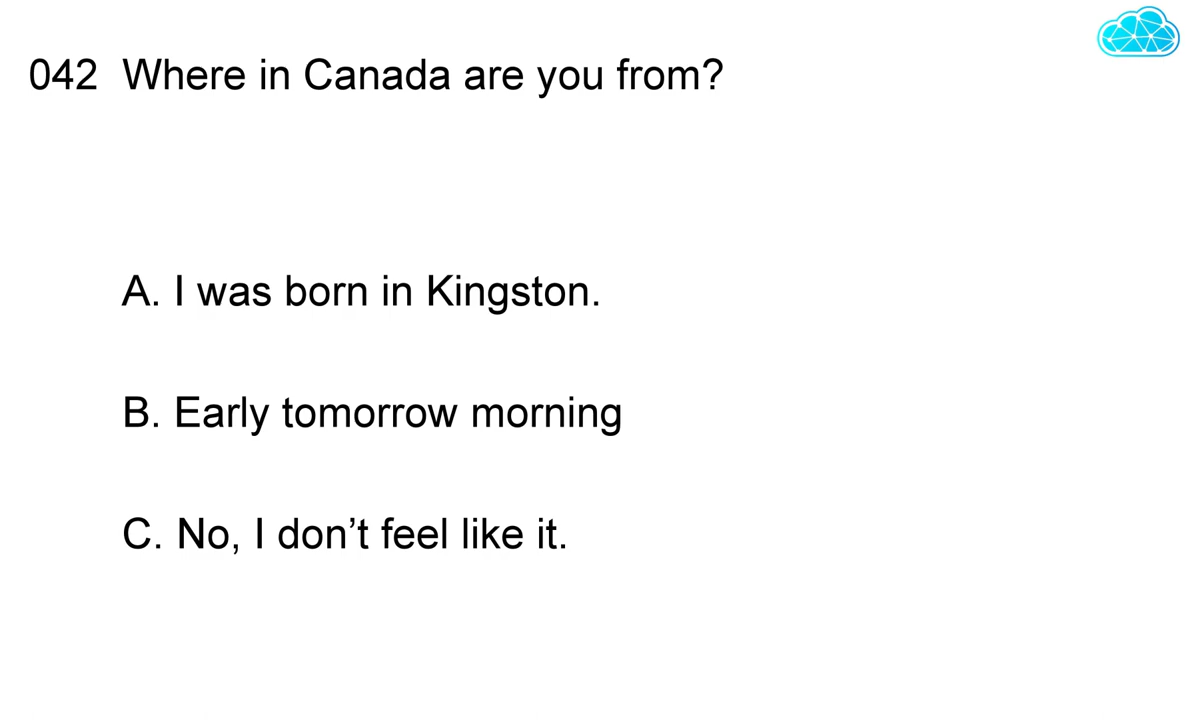 042 Where in Canada are you from?
A. I was born in Kingston.
B. Early tomorrow morning
C. No, I don’t feel like it.